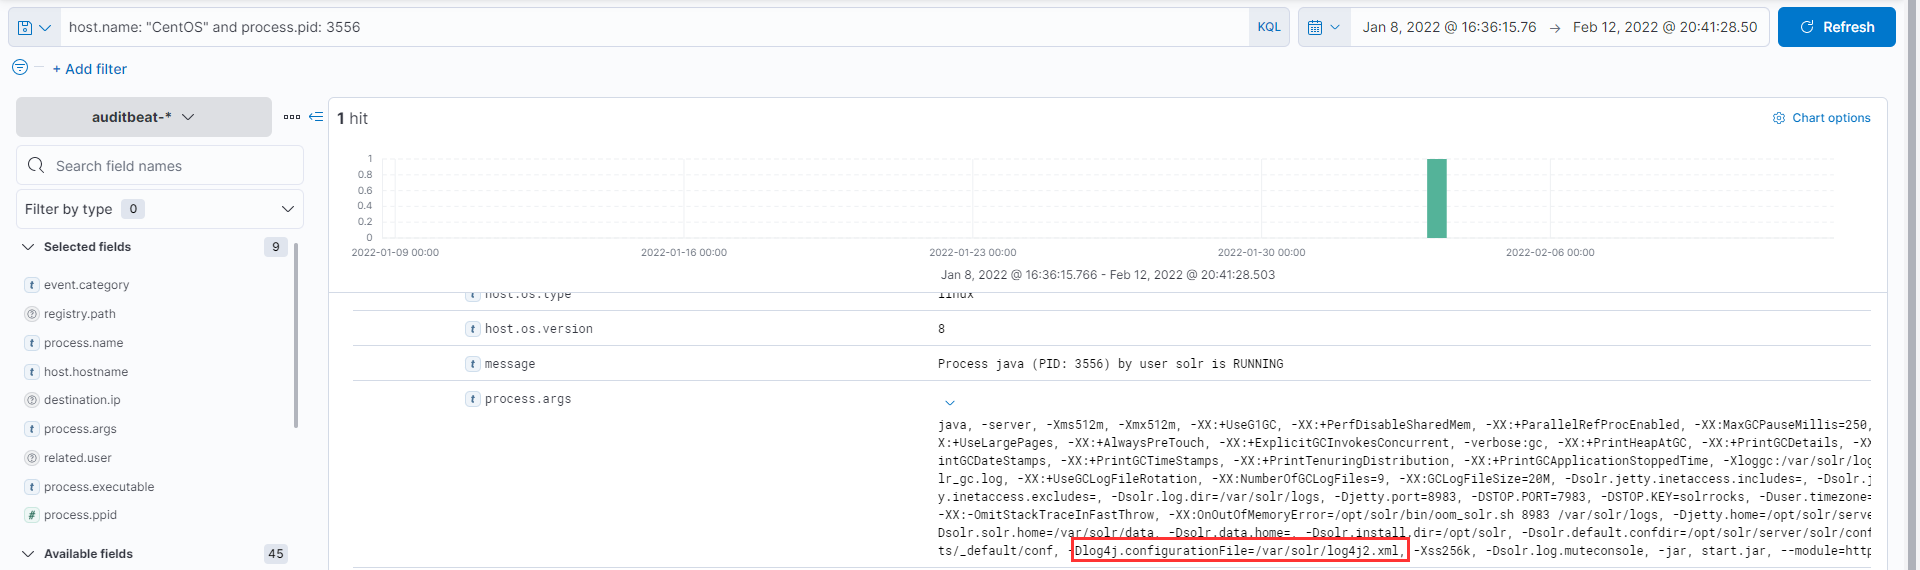 host.name: "CentOS" and process.pid: 3556
KQL
Jan 8, 2022 @ 16:36:15.76 → Feb 12, 2022 @ 20:41:28.50
Refresh
+ Add filter
auditbeat-*
1 hit
Chart options
Search field names
Filter by type 0
Selected fields 9
event.category
registry.path
process.name
host.hostname
destination.ip
process.args
related.user
process.executable
process.ppid
Available fields 45
1
0.8
0.6
0.4
0.2
0
2022-01-09 00:00 2022-01-16 00:00 2022-01-23 00:00 2022-01-30 00:00 2022-02-06 00:00
Jan 8, 2022 @ 16:36:15.766 - Feb 12, 2022 @ 20:41:28.503
host.os.type linux
host.os.version 8
message Process java (PID: 3556) by user solr is RUNNING
process.args
java, -server, -Xms512m, -Xmx512m, -XX:+UseG1GC, -XX:+PerfDisableSharedMem, -XX:+ParallelRefProcEnabled, -XX:MaxGCPauseMillis=250,
X:+UseLargePages, -XX:+AlwaysPreTouch, -XX:+ExplicitGCInvokesConcurrent, -verbose:gc, -XX:+PrintHeapAtGC, -XX:+PrintGCDetails, -XX
intGCDateStamps, -XX:+PrintGCTimeStamps, -XX:+PrintTenuringDistribution, -XX:+PrintGCApplicationStoppedTime, -Xloggc:/var/solr/log
lr_gc.log, -XX:+UseGCLogFileRotation, -XX:NumberOfGCLogFiles=9, -XX:GCLogFileSize=20M, -Dsolr.jetty.inetaccess.includes=, -Dsolr.j
y.inetaccess.excludes=, -Dsolr.log.dir=/var/solr/logs, -Djetty.port=8983, -DSTOP.PORT=7983, -DSTOP.KEY=solrrocks, -Duser.timezone=
-XX:-OmitStackTraceInFastThrow, -XX:OnOutOfMemoryError=/opt/solr/bin/oom_solr.sh 8983 /var/solr/logs, -Djetty.home=/opt/solr/serve
Dsolr.solr.home=/var/solr/data, -Dsolr.data.home=, -Dsolr.install.dir=/opt/solr, -Dsolr.default.confdir=/opt/solr/server/solr/conf
ts/_default/conf, -Dlog4j.configurationFile=/var/solr/log4j2.xml, -Xss256k, -Dsolr.log.muteconsole, -jar, start.jar, --module=http